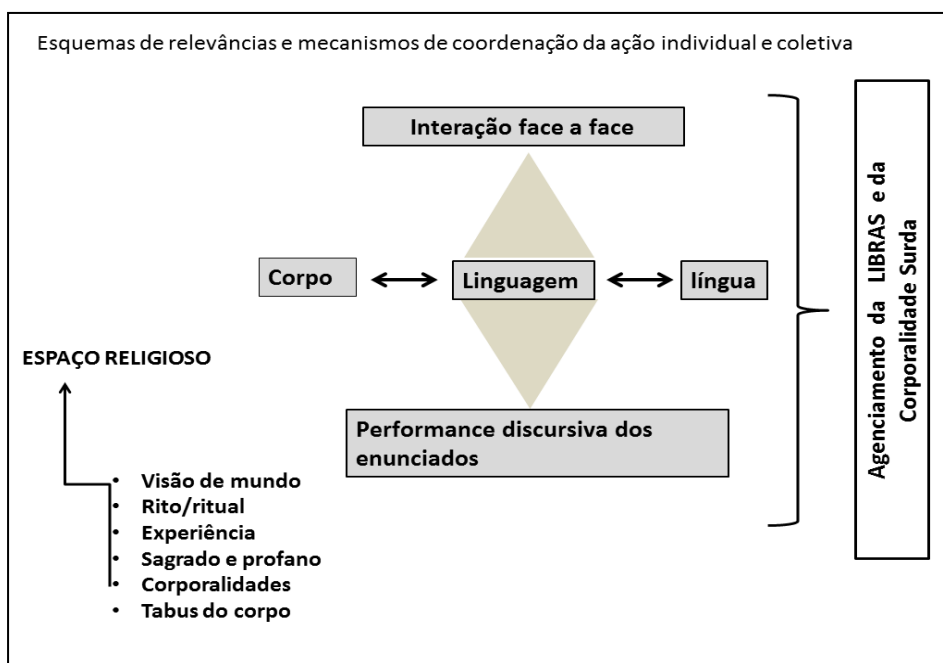 Esquemas de relevâncias e mecanismos de coordenação da ação individual e coletiva
Interação face a face
Corpo
Linguagem
língua
ESPAÇO RELIGIOSO
Performance discursiva dos
enunciados
• Visão de mundo
• Rito/ritual
• Experiência
• Sagrado e profano
• Corporalidades
• Tabus do corpo
Agenciamento da LIBRAS e da
Corporalidade Surda